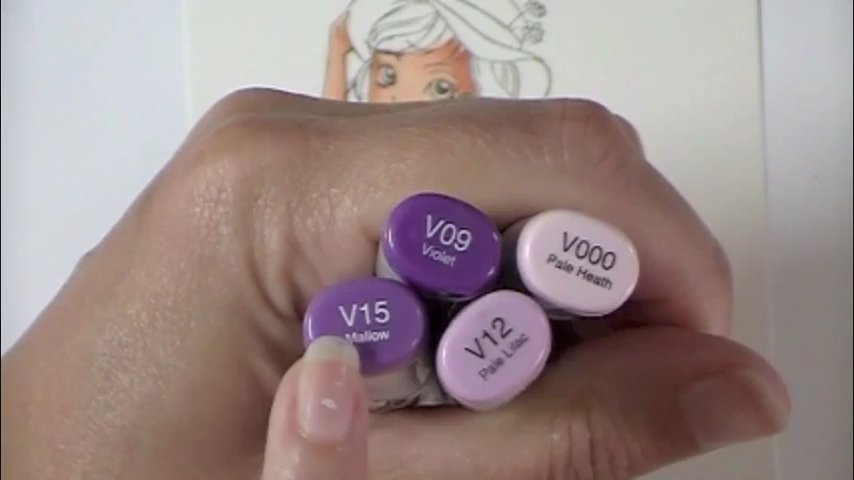 V09
Violet
V000
Pale Heath
V15
Mallow
V12
Pale Lilac